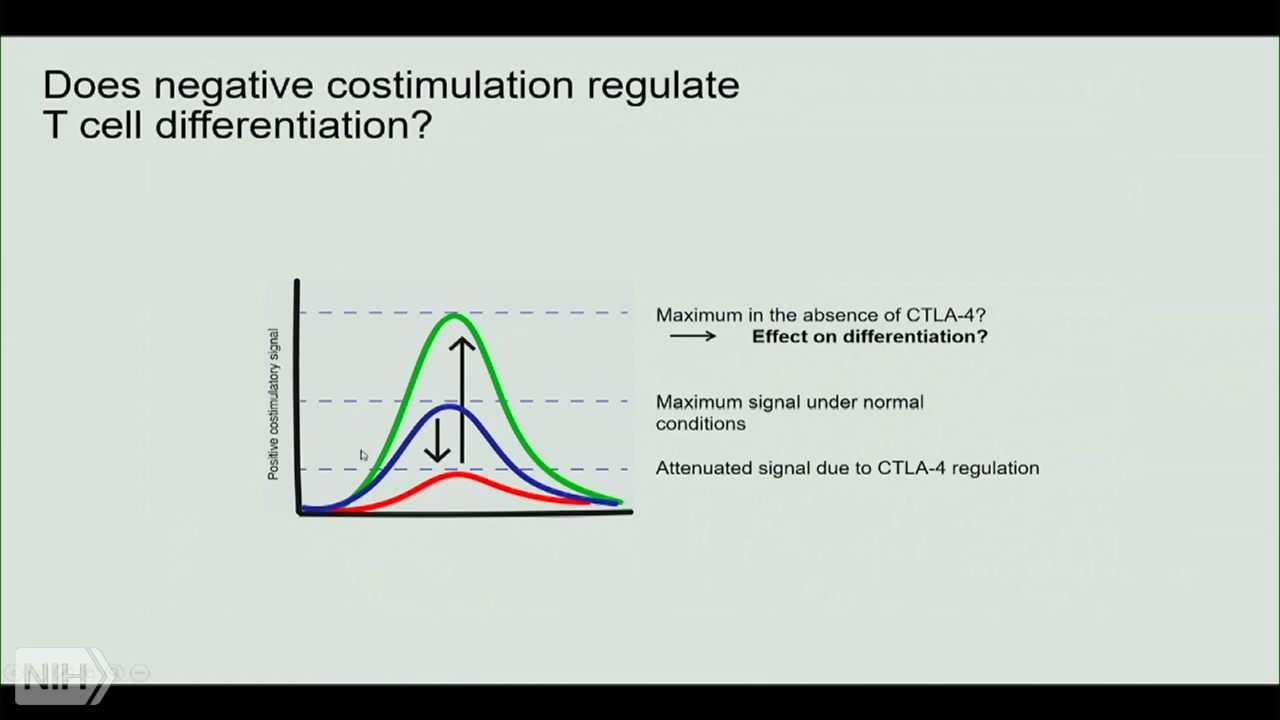 Does negative costimulation regulate
T cell differentiation?
Positive costimulatory signal
Maximum in the absence of CTLA-4?
Effect on differentiation?
Maximum signal under normal
conditions
Attenuated signal due to CTLA-4 regulation
NIH